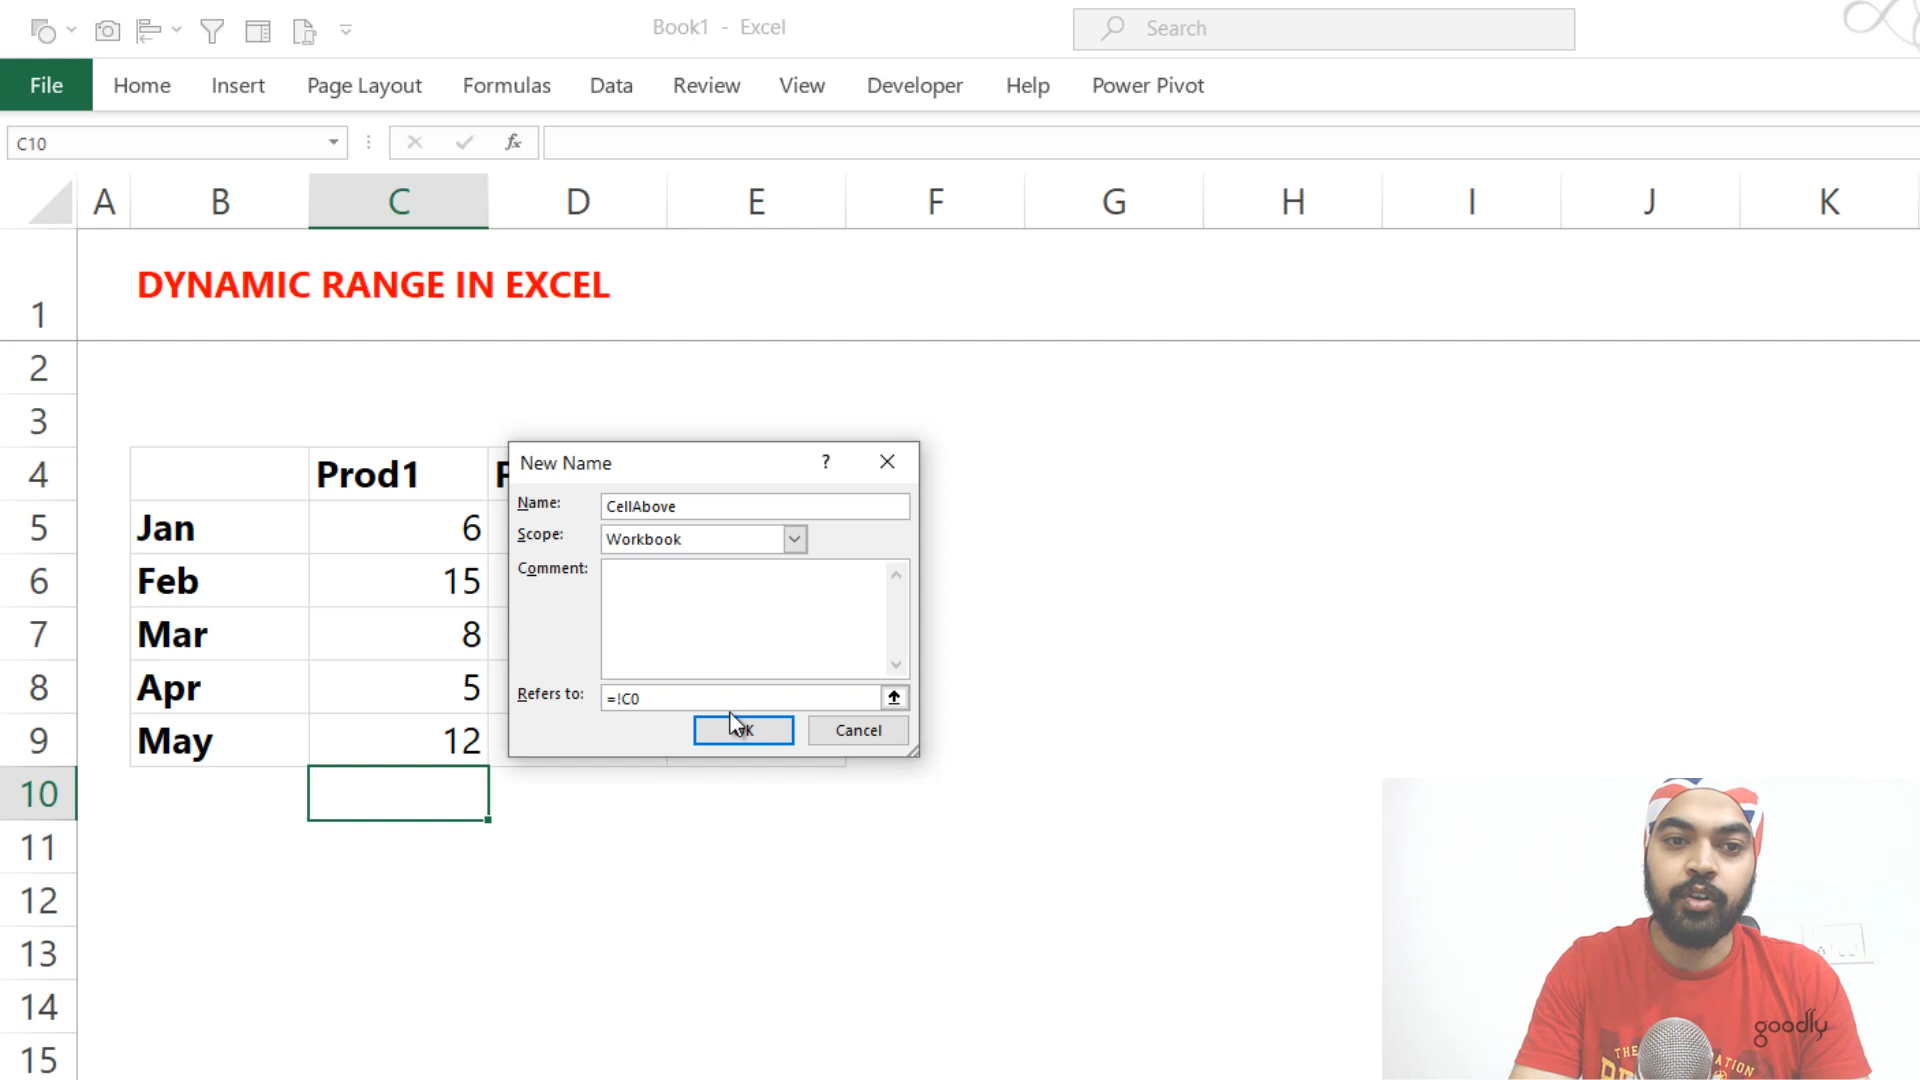 Book1 - Excel
Search
File Home Insert Page Layout Formulas Data Review View Developer Help Power Pivot
C10 fx
A B C D E F G H I J K
1 DYNAMIC RANGE IN EXCEL
2
3
4 Prod1
5 Jan 6
6 Feb 15
7 Mar 8
8 Apr 5
9 May 12
10
11
12
13
14
15
New Name ?
Name: CellAbove
Scope: Workbook
Comment:
Refers to: =!C0
Cancel
goodly